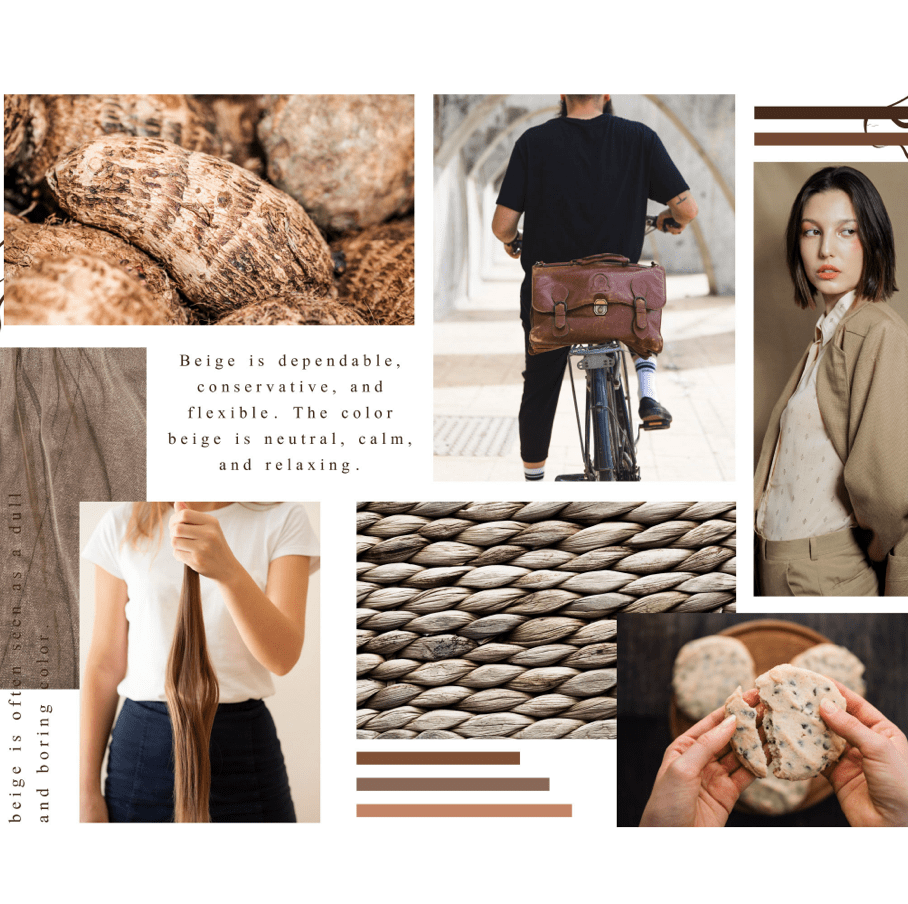 Beige is dependable,
conservative, and
flexible. The color
beige is neutral, calm,
and relaxing.
beige is often seen as a dull
and boring color.